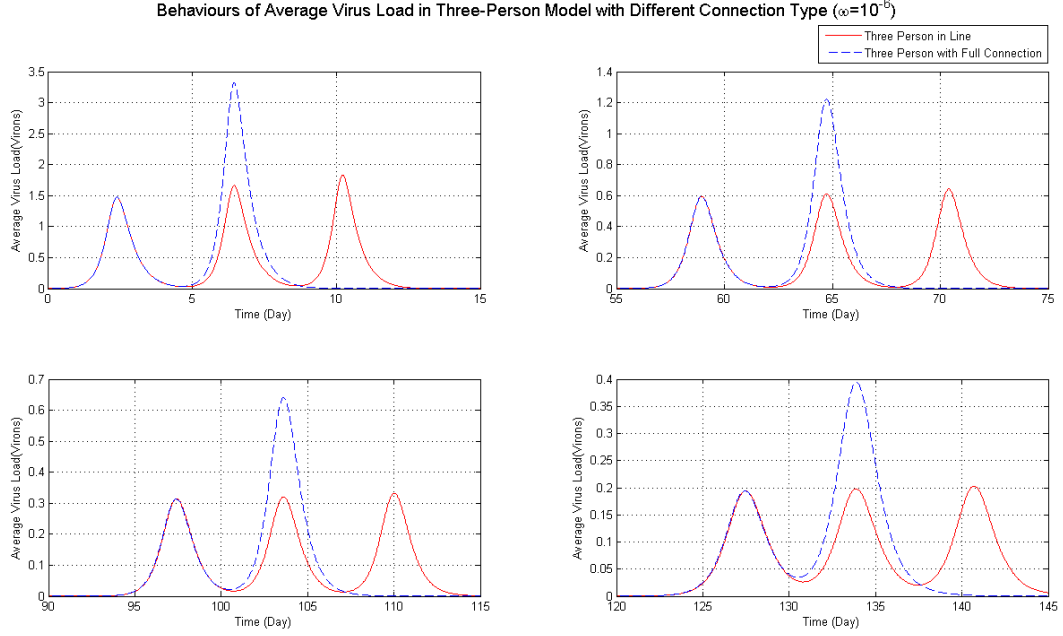 Behaviours of Average Virus Load in Three-Person Model with Different Connection Type (∞=10⁻⁶)
Three Person in Line
Three Person with Full Connection
3.5
3
2.5
2
1.5
1
0.5
0
Average Virus Load(Virons)
0 5 10 15
Time (Day)
1.4
1.2
1
0.8
0.6
0.4
0.2
0
Average Virus Load(Virons)
55 60 65 70 75
Time (Day)
0.7
0.6
0.5
0.4
0.3
0.2
0.1
0
Average Virus Load(Virons)
90 95 100 105 110 115
Time (Day)
0.4
0.35
0.3
0.25
0.2
0.15
0.1
0.05
0
Average Virus Load(Virons)
120 125 130 135 140 145
Time (Day)